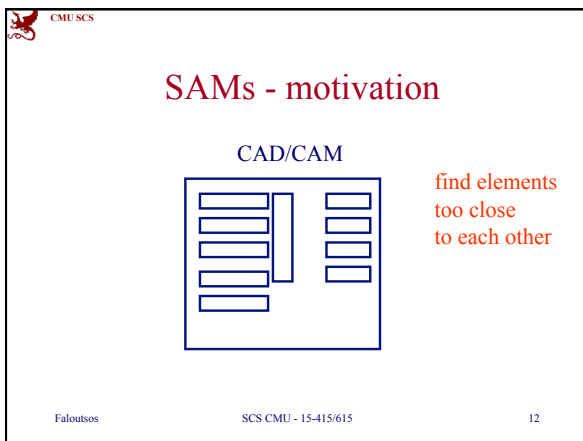 CMU SCS
SAMs - motivation
CAD/CAM
find elements
too close
to each other
Faloutsos SCS CMU - 15-415/615 12